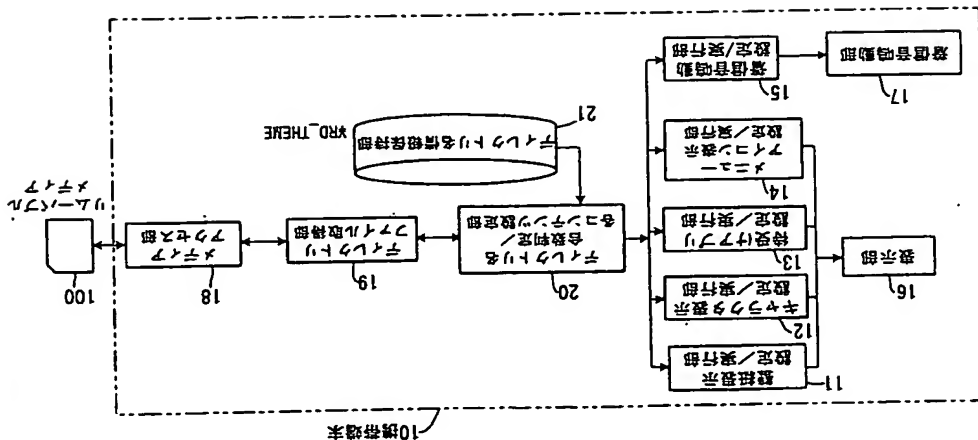 10携帯端末
100
リムーバブル
メディア
18
メディア
アクセス部
19
ディレクトリ
ファイル取得部
20
ディレクトリ名
合致判定/
各コンテンツ設定部
21
ディレクトリ名情報保持部
¥RD_THEME
11
壁紙表示
設定/実行部
12
キャラクタ表示
設定/実行部
13
待受けアプリ
設定/実行部
14
メニュー
アイコン表示
設定/実行部
15
着信音鳴動
設定/実行部
16
表示部
17
着信音鳴動部